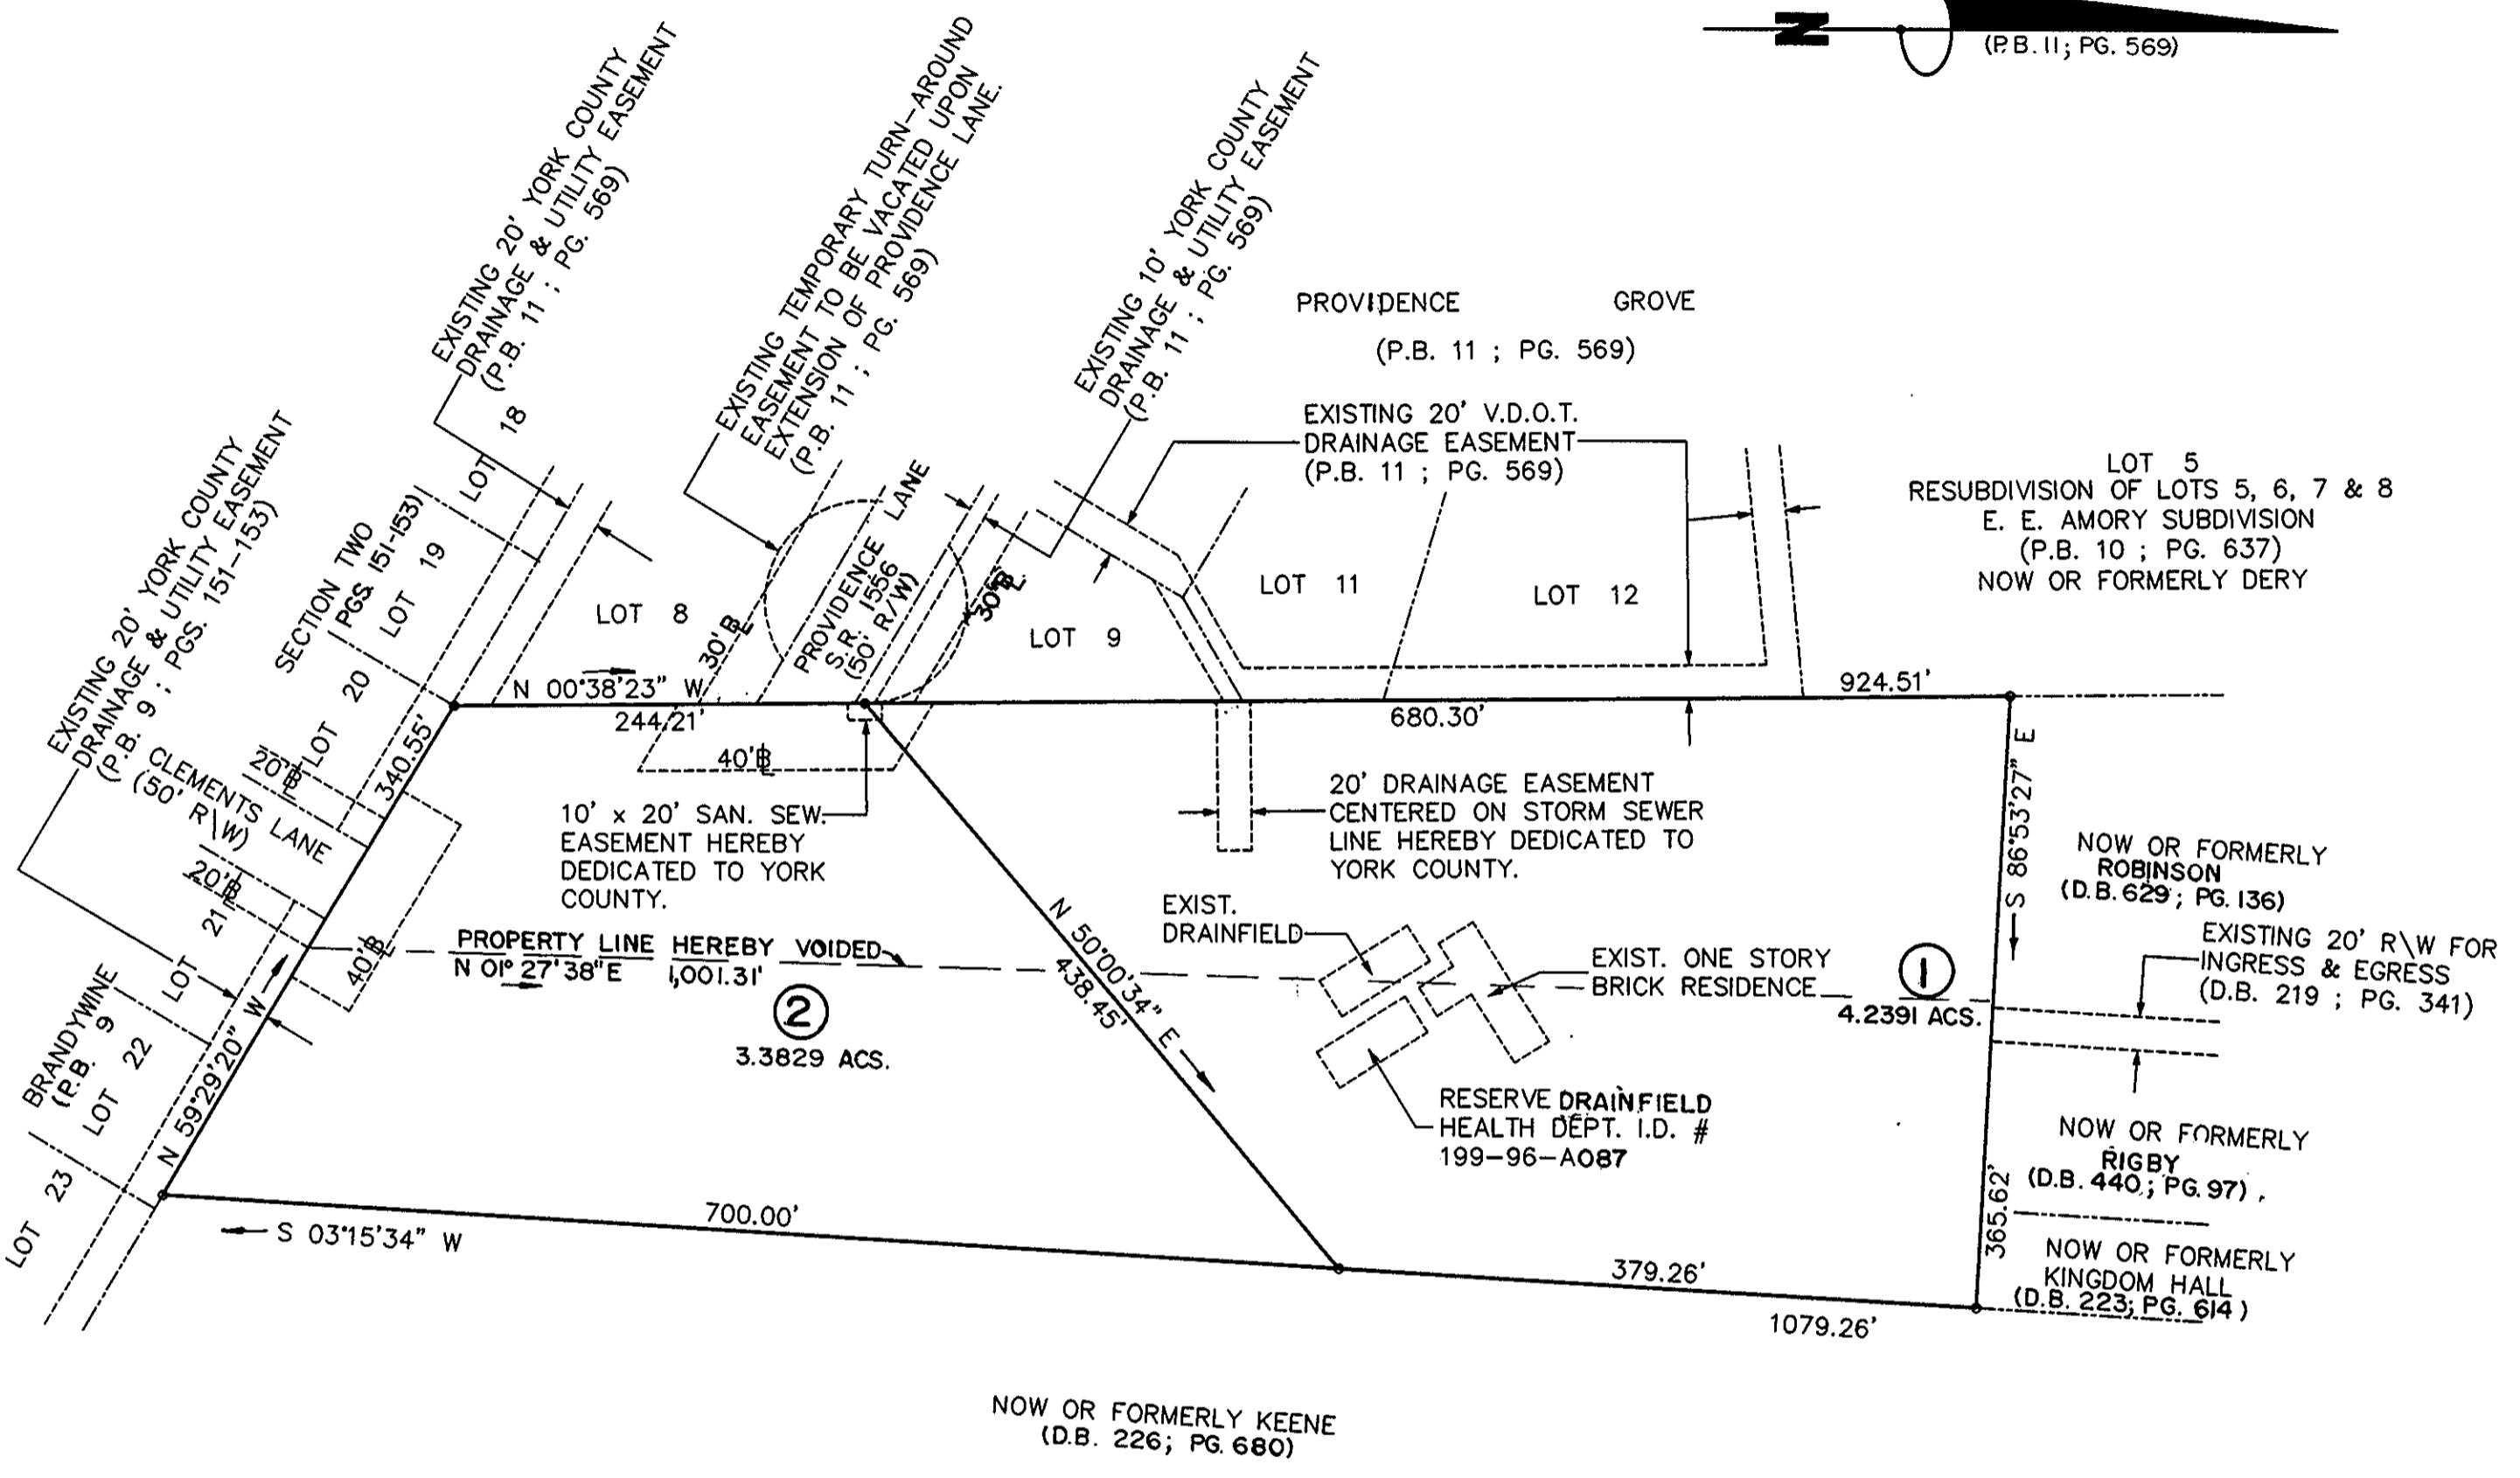 N
(P.B. 11; PG. 569)
EXISTING 20' YORK COUNTY
DRAINAGE & UTILITY EASEMENT
(P.B. 11 ; PG. 569)
EXISTING TEMPORARY TURN-AROUND
EASEMENT TO BE VACATED UPON
EXTENSION OF PROVIDENCE LANE.
(P.B. 11 ; PG. 569)
EXISTING 10' YORK COUNTY
DRAINAGE & UTILITY EASEMENT
(P.B. 11 ; PG. 569)
PROVIDENCE GROVE
(P.B. 11 ; PG. 569)
EXISTING 20' V.D.O.T.
DRAINAGE EASEMENT
(P.B. 11 ; PG. 569)
LOT 5
RESUBDIVISION OF LOTS 5, 6, 7 & 8
E. E. AMORY SUBDIVISION
(P.B. 10 ; PG. 637)
NOW OR FORMERLY DERY
EXISTING 20' YORK COUNTY
DRAINAGE & UTILITY EASEMENT
(P.B. 9 ; PGS. 151-153)
SECTION TWO
PGS. 151-153)
LOT 18
LOT 19
LOT 20
LOT 8
30' B
PROVIDENCE LANE
S.R. 1556
(50' R/W)
30' B
LOT 9
LOT 11
LOT 12
N 00°38'23" W
924.51'
244.21'
680.30'
40' B
CLEMENTS LANE
(50' R\W)
20' B
20' B
340.55'
10' x 20' SAN. SEW.
EASEMENT HEREBY
DEDICATED TO YORK
COUNTY.
20' DRAINAGE EASEMENT
CENTERED ON STORM SEWER
LINE HEREBY DEDICATED TO
YORK COUNTY.
S 86°53'27" E
NOW OR FORMERLY
ROBINSON
(D.B. 629 ; PG. 136)
EXISTING 20' R\W FOR
INGRESS & EGRESS
(D.B. 219 ; PG. 341)
LOT 21
40' B
PROPERTY LINE HEREBY VOIDED
N 01° 27' 38" E 1,001.31'
2
3.3829 ACS.
N 50°00'34" E
438.45'
EXIST.
DRAINFIELD
EXIST. ONE STORY
BRICK RESIDENCE
1
4.2391 ACS.
BRANDYWINE
(P.B. 9
LOT 22
LOT 23
N 59°29'20" W
RESERVE DRAINFIELD
HEALTH DEPT. I.D. #
199-96-A087
NOW OR FORMERLY
RIGBY
(D.B. 440 ; PG. 97)
365.62'
NOW OR FORMERLY
KINGDOM HALL
(D.B. 223; PG. 614)
700.00'
S 03°15'34" W
379.26'
1079.26'
NOW OR FORMERLY KEENE
(D.B. 226; PG. 680)